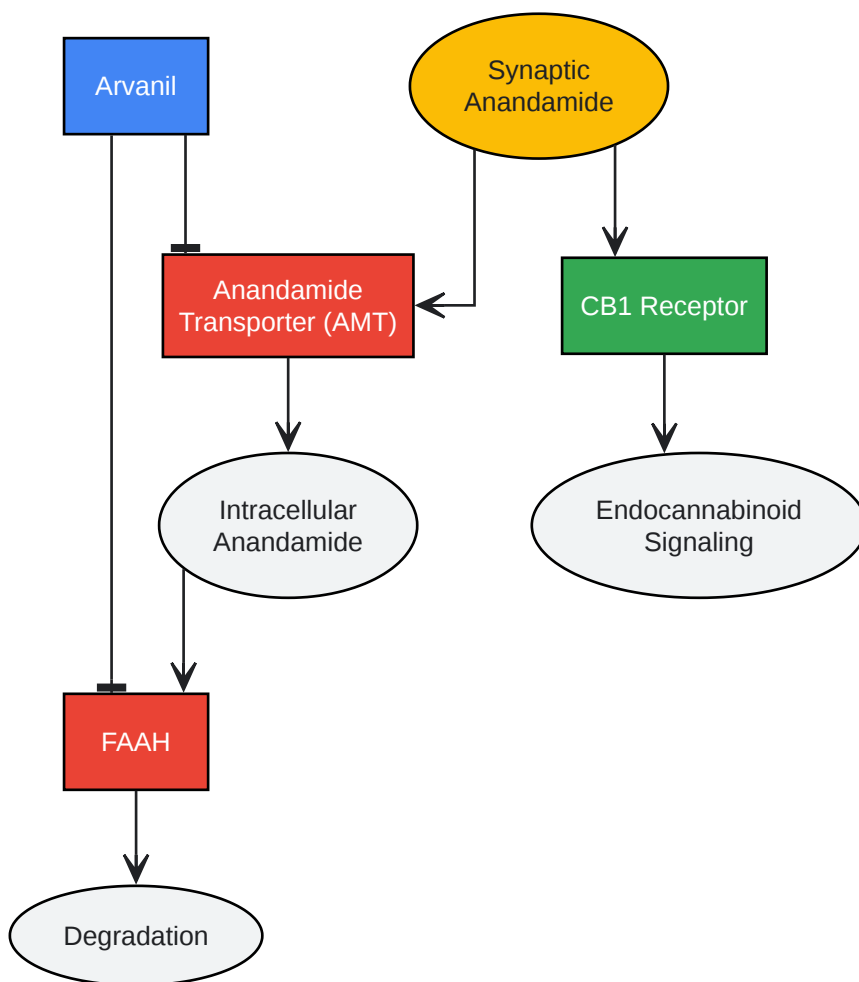 Arvanil
Synaptic
Anandamide
Anandamide
Transporter (AMT)
CB1 Receptor
Intracellular
Anandamide
Endocannabinoid
Signaling
FAAH
Degradation